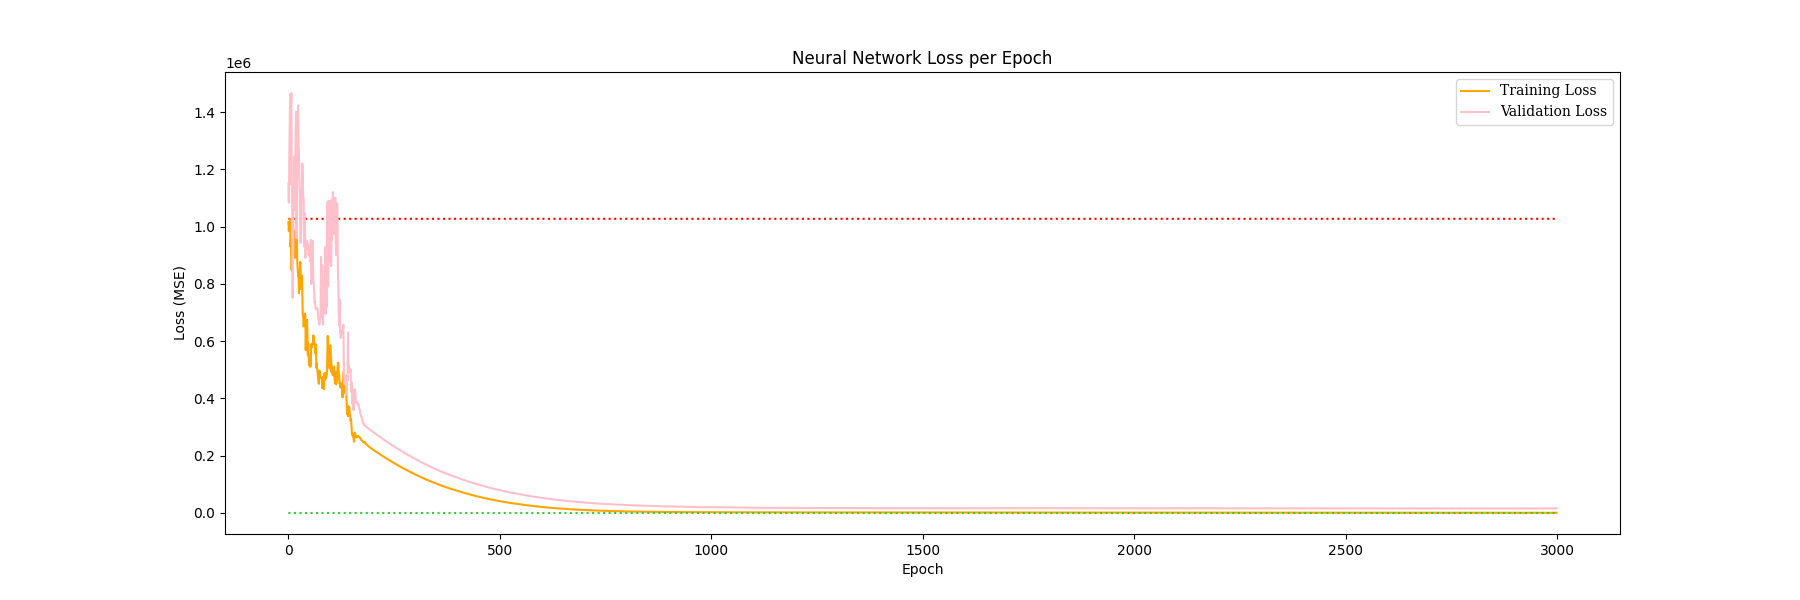 Neural Network Loss per Epoch
1e6
Training Loss
Validation Loss
1.4
1.2
1.0
0.8
0.6
0.4
0.2
0.0
Loss (MSE)
0 500 1000 1500 2000 2500 3000
Epoch